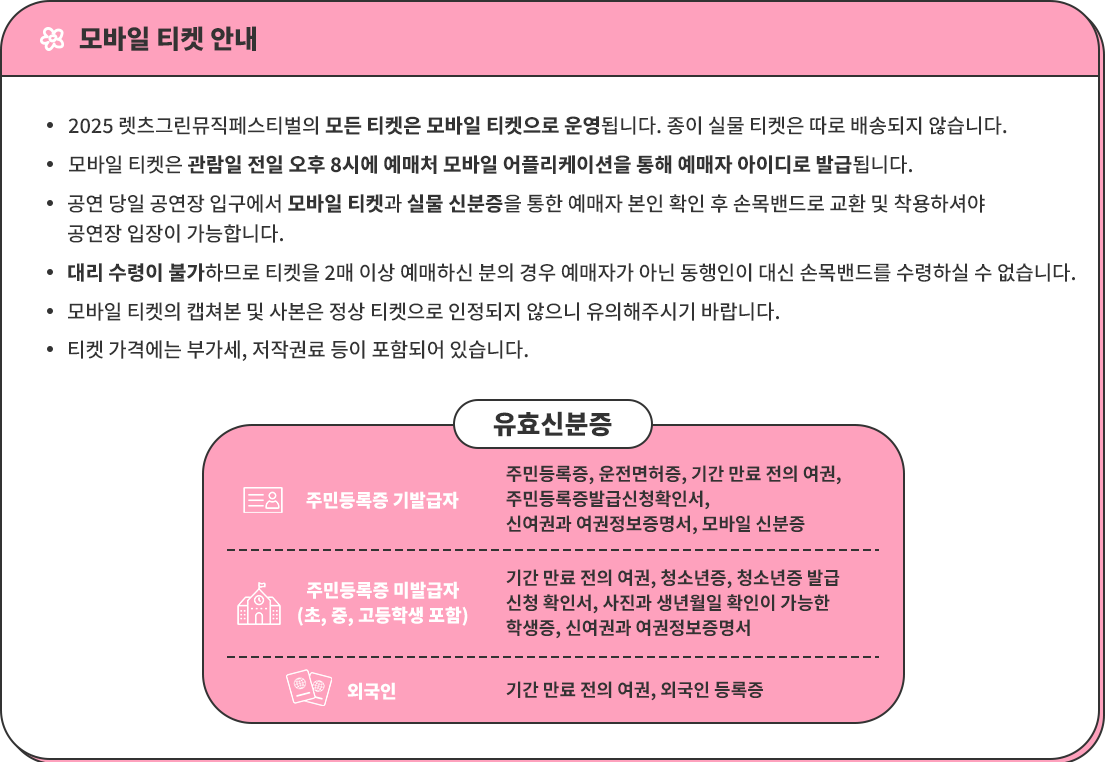 모바일 티켓 안내
• 2025 렛츠그린뮤직페스티벌의 모든 티켓은 모바일 티켓으로 운영됩니다. 종이 실물 티켓은 따로 배송되지 않습니다.
• 모바일 티켓은 관람일 전일 오후 8시에 예매처 모바일 어플리케이션을 통해 예매자 아이디로 발급됩니다.
• 공연 당일 공연장 입구에서 모바일 티켓과 실물 신분증을 통한 예매자 본인 확인 후 손목밴드로 교환 및 착용하셔야
공연장 입장이 가능합니다.
• 대리 수령이 불가하므로 티켓을 2매 이상 예매하신 분의 경우 예매자가 아닌 동행인이 대신 손목밴드를 수령하실 수 없습니다.
• 모바일 티켓의 캡쳐본 및 사본은 정상 티켓으로 인정되지 않으니 유의해주시기 바랍니다.
• 티켓 가격에는 부가세, 저작권료 등이 포함되어 있습니다.
유효신분증
주민등록증 기발급자
주민등록증, 운전면허증, 기간 만료 전의 여권,
주민등록증발급신청확인서,
신여권과 여권정보증명서, 모바일 신분증
주민등록증 미발급자
(초, 중, 고등학생 포함)
기간 만료 전의 여권, 청소년증, 청소년증 발급
신청 확인서, 사진과 생년월일 확인이 가능한
학생증, 신여권과 여권정보증명서
외국인
기간 만료 전의 여권, 외국인 등록증